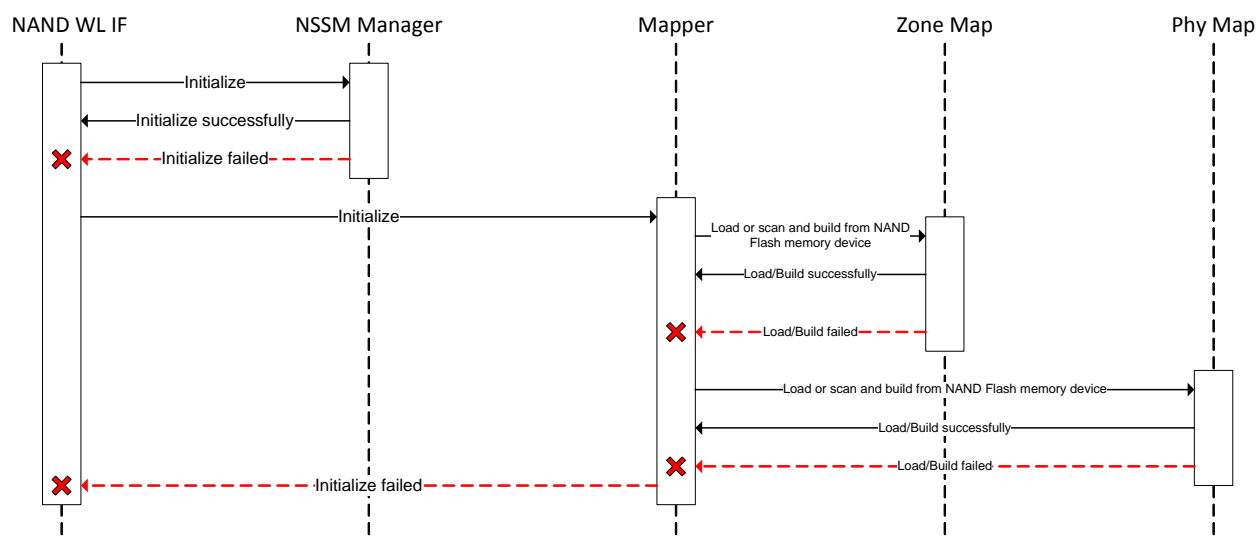 NAND WL IF
NSSM Manager
Mapper
Zone Map
Phy Map
Initialize
Initialize successfully
Initialize failed
Initialize
Load or scan and build from NAND
Flash memory device
Load/Build successfully
Load/Build failed
Load or scan and build from NAND Flash memory device
Load/Build successfully
Load/Build failed
Initialize failed